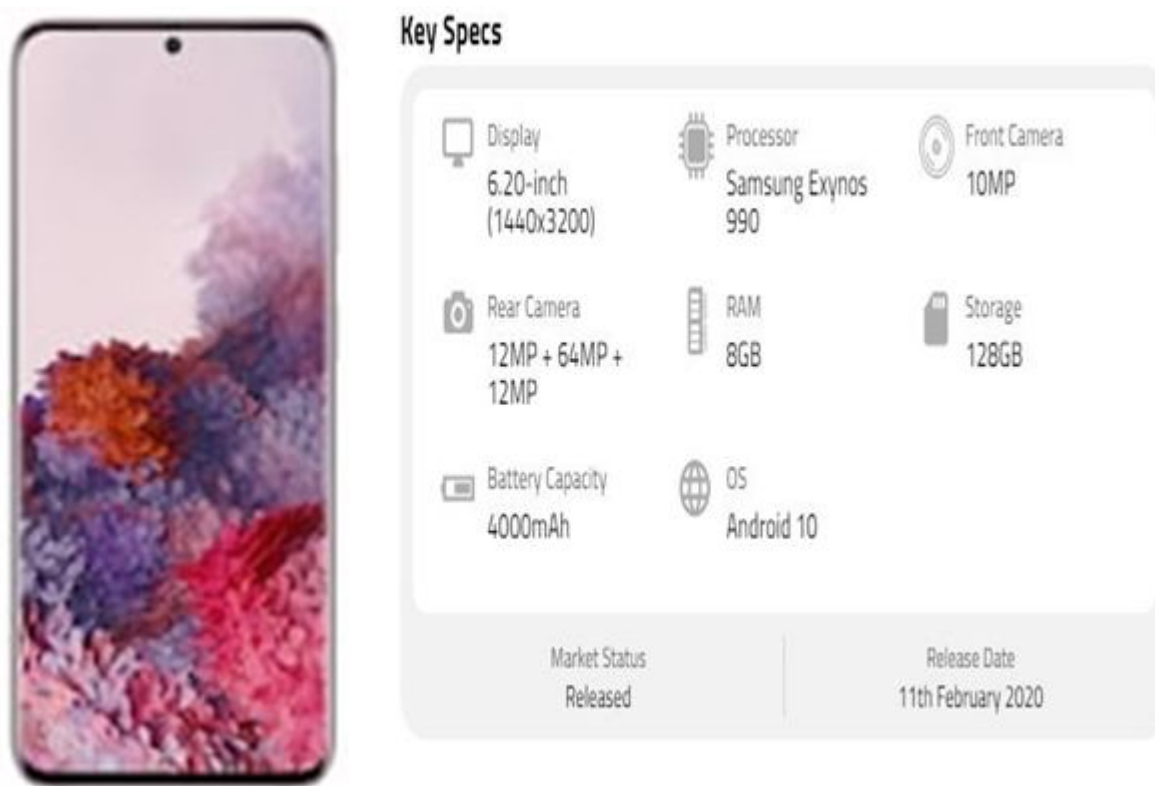 Key Specs
Display
6.20-inch
(1440x3200)
Processor
Samsung Exynos
990
Front Camera
10MP
Rear Camera
12MP + 64MP +
12MP
RAM
8GB
Storage
128GB
Battery Capacity
4000mAh
OS
Android 10
Market Status
Released
Release Date
11th February 2020